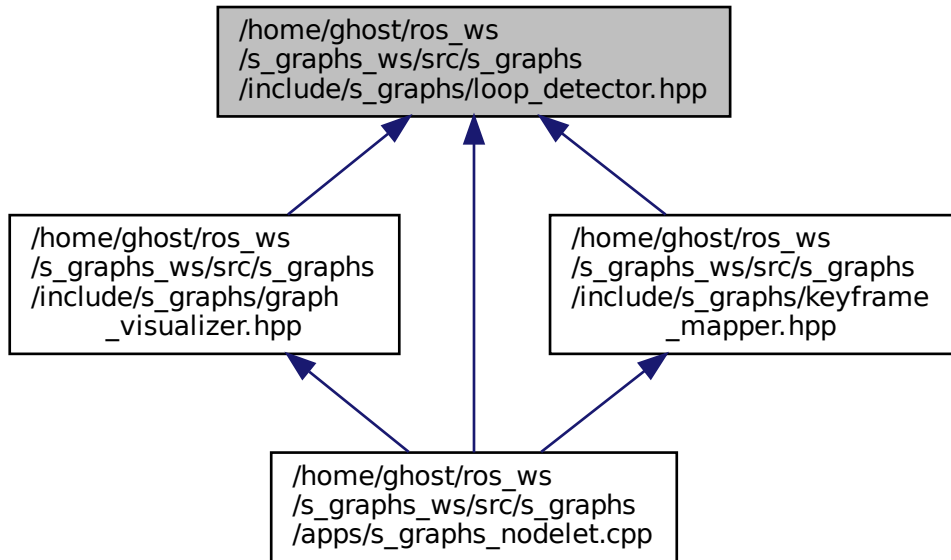 /home/ghost/ros_ws
/s_graphs_ws/src/s_graphs
/include/s_graphs/loop_detector.hpp
/home/ghost/ros_ws
/s_graphs_ws/src/s_graphs
/include/s_graphs/graph
_visualizer.hpp
/home/ghost/ros_ws
/s_graphs_ws/src/s_graphs
/include/s_graphs/keyframe
_mapper.hpp
/home/ghost/ros_ws
/s_graphs_ws/src/s_graphs
/apps/s_graphs_nodelet.cpp